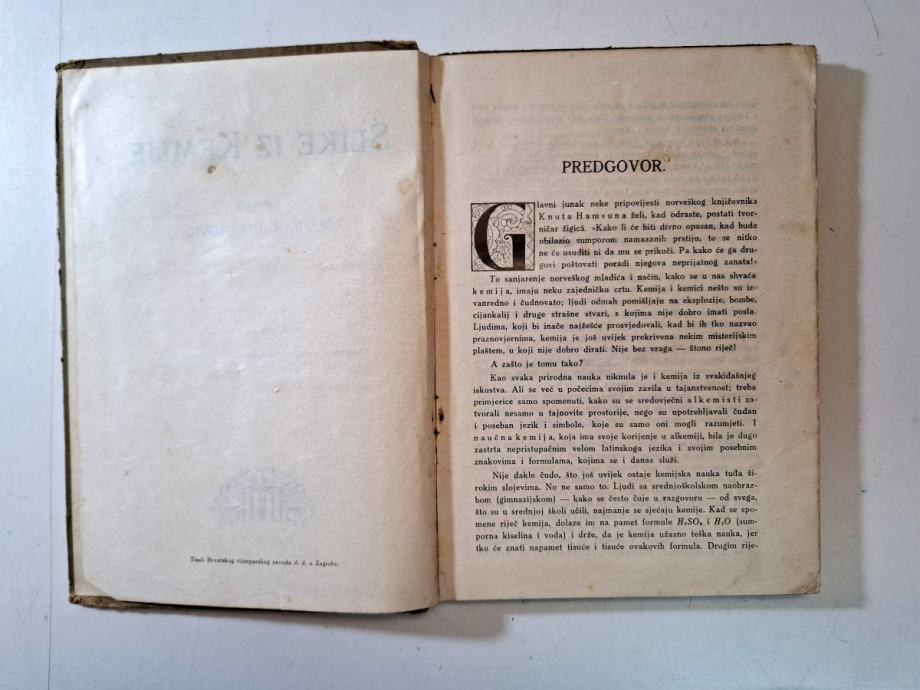 Tisak Hrvatskog štamparskog zavoda d. d. u Zagrebu.
PREDGOVOR.
Glavni junak neke pripovijesti norveškog književnika
Knuta Hamsuna želi, kad odraste, postati tvor-
ničar žigicâ. »Kako li će biti divno opasan, kad bude
obilazio sumporom namazanih prstiju, te se nitko
ne će usuditi ni da mu se prikuči. Pa kako će ga dru-
govi poštovati poradi njegova neprijatnog zanata!«
To sanjarenje norveškog mladića i način, kako se u nas shvaća
kemija, imaju neku zajedničku crtu. Kemija i kemici nešto su iz-
vanredno i čudnovato; ljudi odmah pomišljaju na eksplozije, bombe,
cijankalij i druge strašne stvari, s kojima nije dobro imati posla.
Ljudima, koji bi inače najžešće prosvjedovali, kad bi ih tko nazvao
praznovjernima, kemija je još uvijek prekrivena nekim misterijskim
plaštem, u koji nije dobro dirati. Nije bez vraga — štono riječ!
A zašto je tomu tako?
Kao svaka prirodna nauka niknula je i kemija iz svakidašnjeg
iskustva. Ali se već u počecima svojim zavila u tajanstvenost; treba
primjerice samo spomenuti, kako su se sredovječni alkemisti za-
tvorali nesamo u tajnovite prostorije, nego su upotrebljavali čudan
i poseban jezik i simbole, koje su samo oni mogli razumjeti. I
naučna kemija, koja ima svoje korijenje u alkemiji, bila je dugo
zastrta nepristupačnim velom latinskoga jezika i svojim posebnim
znakovima i formulama, kojima se i danas služi.
Nije dakle čudo, što još uvijek ostaje kemijska nauka tuđa ši-
rokim slojevima. No ne samo to. Ljudi sa srednjoškolskom naobraz-
bom (gimnazijskom) — kako se često čuje u razgovoru — od svega,
što su u srednjoj školi učili, najmanje se sjećaju kemije. Kad se spo-
mene riječ kemija, dolaze im na pamet formule H₂SO₄ i H₂O (sum-
porna kiselina i voda) i drže, da je kemija užasno teška nauka, jer
tko će znati napamet tisuće i tisuće ovakovih formula. Drugim rije-